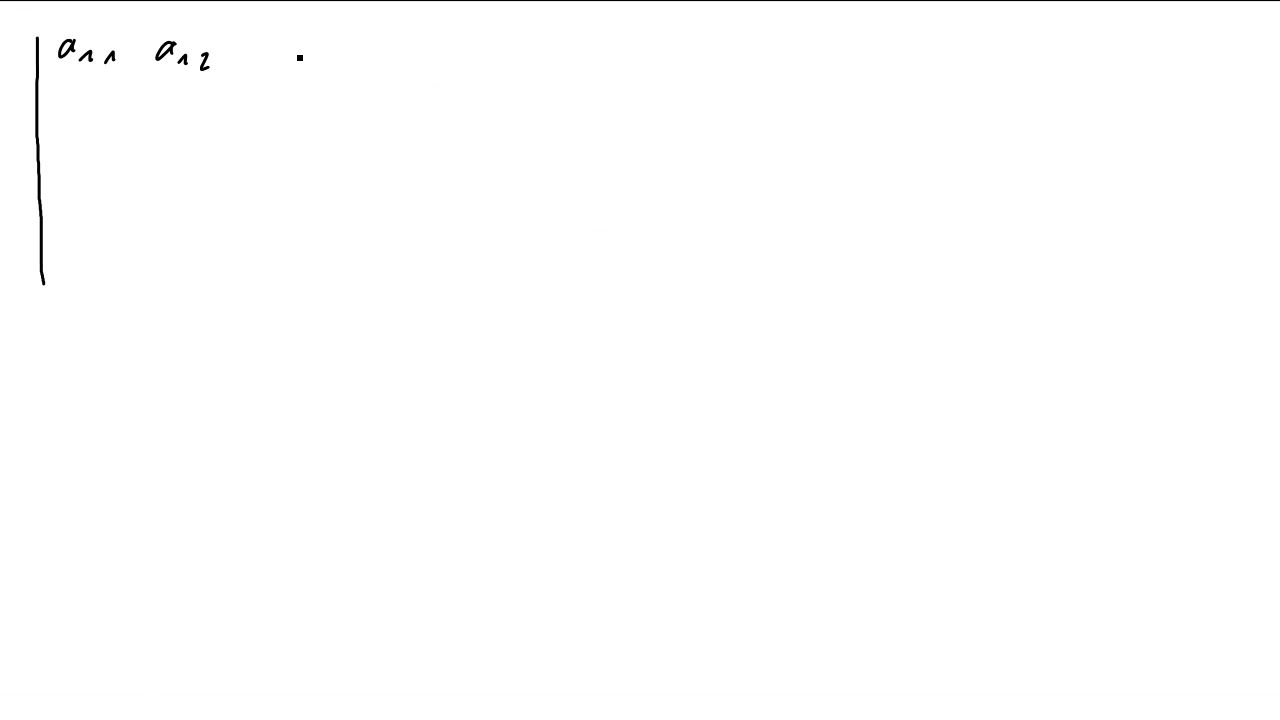 | a₁₁ a₁₂ .